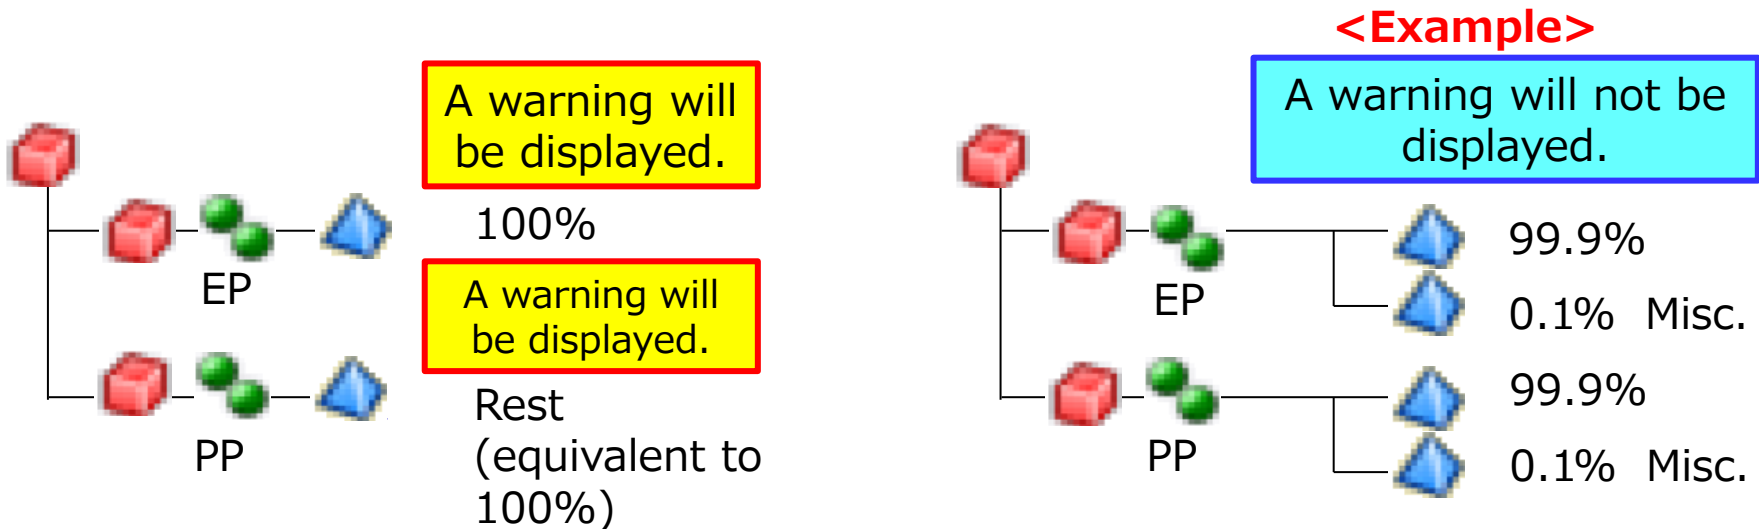 A warning will
be displayed.
100%
EP
A warning will
be displayed.
PP
Rest
(equivalent to
100%)
<Example>
A warning will not be
displayed.
99.9%
EP
0.1% Misc.
99.9%
PP
0.1% Misc.